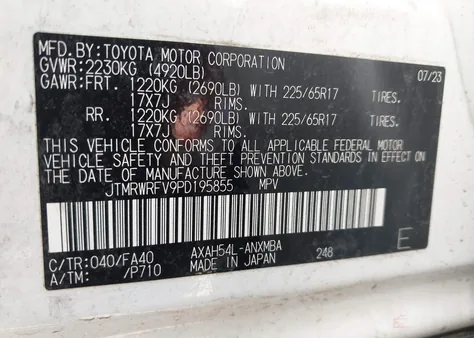 MFD.BY:TOYOTA MOTOR CORPORATION
GVWR:2230KG (4920LB) 07/23
GAWR:FRT. 1220KG (2690LB) WITH 225/65R17 TIRES.
17X7J RIMS.
RR. 1220KG (2690LB) WITH 225/65R17 TIRES.
17X7J RIMS.
THIS VEHICLE CONFORMS TO ALL APPLICABLE FEDERAL MOTOR
VEHICLE SAFETY AND THEFT PREVENTION STANDARDS IN EFFECT ON
THE DATE OF MANUFACTURE SHOWN ABOVE.
JTMRWRFV9PD195855 MPV
C/TR:040/FA40 AXAH54L-ANXMBA 248 E
A/TM: /P710 MADE IN JAPAN